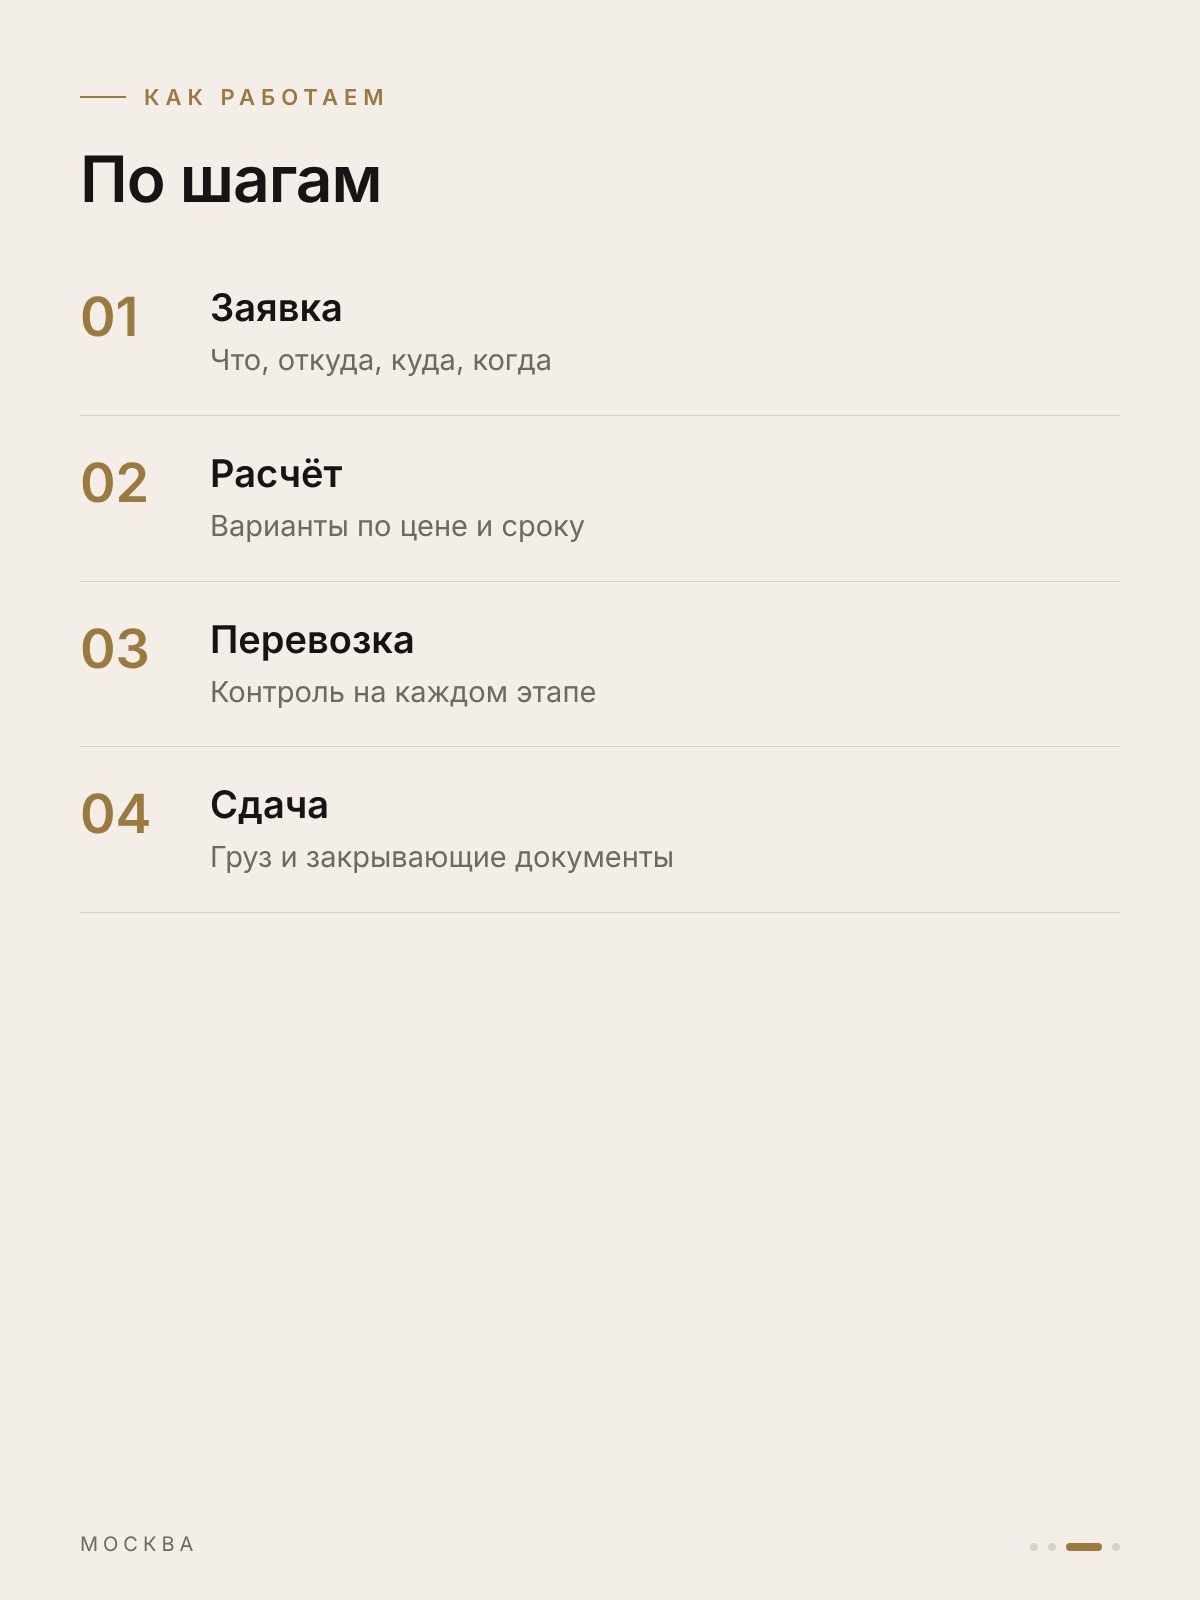 КАК РАБОТАЕМ
По шагам
01
Заявка
Что, откуда, куда, когда
02
Расчёт
Варианты по цене и сроку
03
Перевозка
Контроль на каждом этапе
04
Сдача
Груз и закрывающие документы
МОСКВА